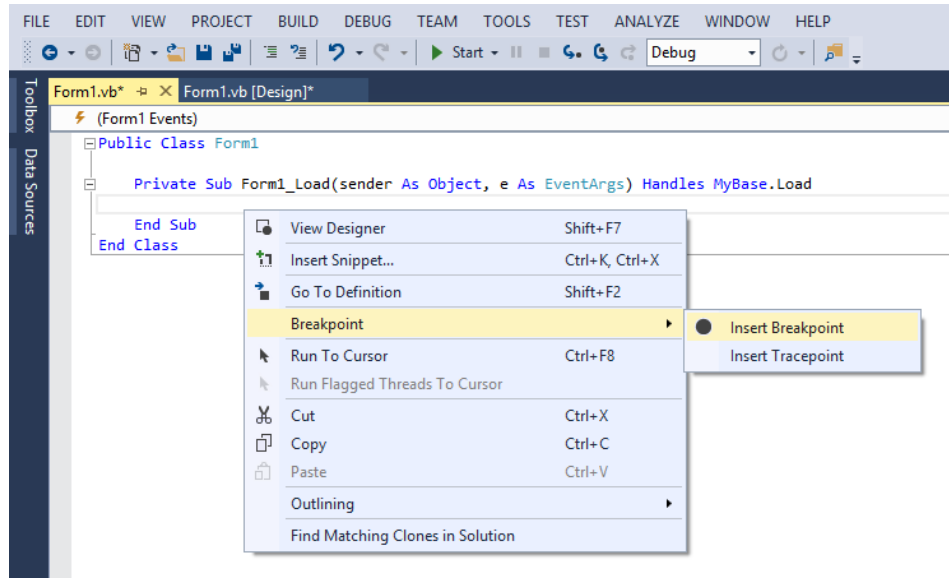 FILE EDIT VIEW PROJECT BUILD DEBUG TEAM TOOLS TEST ANALYZE WINDOW HELP
Start Debug
Form1.vb* Form1.vb [Design]*
(Form1 Events)
Toolbox
Data Sources
Public Class Form1
Private Sub Form1_Load(sender As Object, e As EventArgs) Handles MyBase.Load
End Sub
End Class
View Designer Shift+F7
Insert Snippet... Ctrl+K, Ctrl+X
Go To Definition Shift+F2
Breakpoint
Insert Breakpoint
Insert Tracepoint
Run To Cursor Ctrl+F8
Run Flagged Threads To Cursor
Cut Ctrl+X
Copy Ctrl+C
Paste Ctrl+V
Outlining
Find Matching Clones in Solution